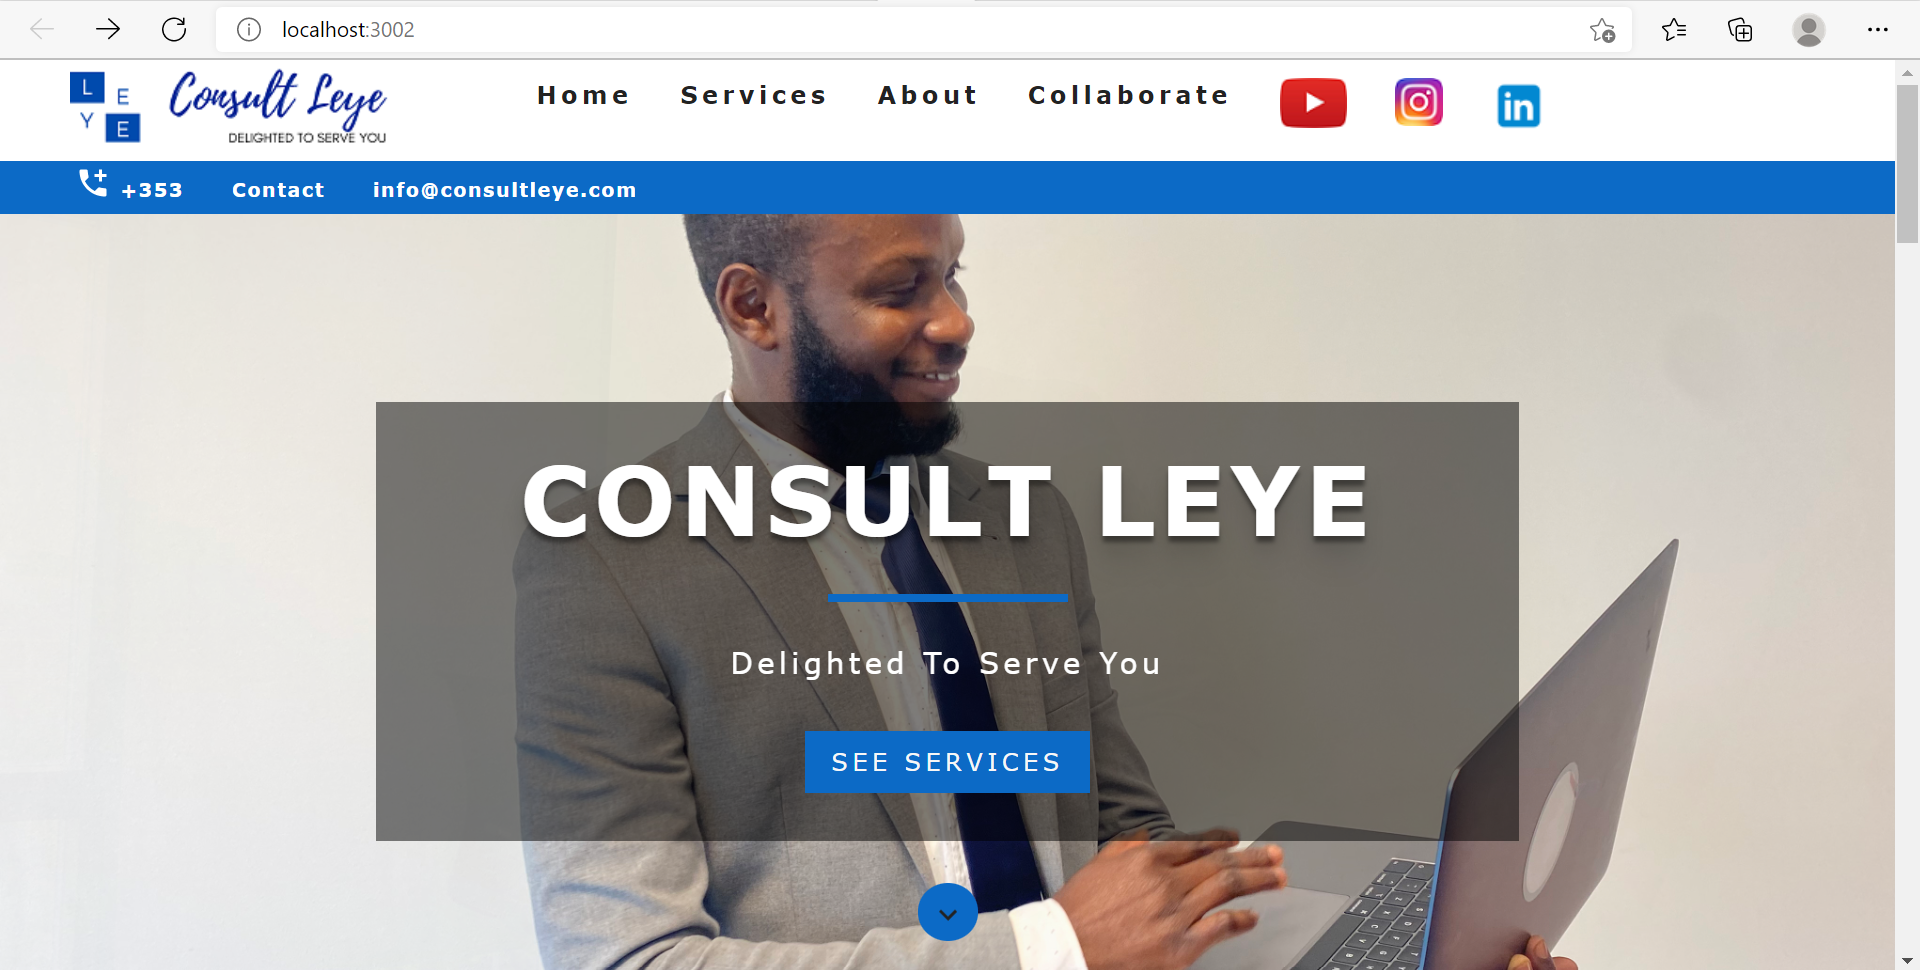 localhost:3002
L E
Y E
Consult Leye
DELIGHTED TO SERVE YOU
Home Services About Collaborate
in
+353 Contact info@consultleye.com
CONSULT LEYE
Delighted To Serve You
SEE SERVICES